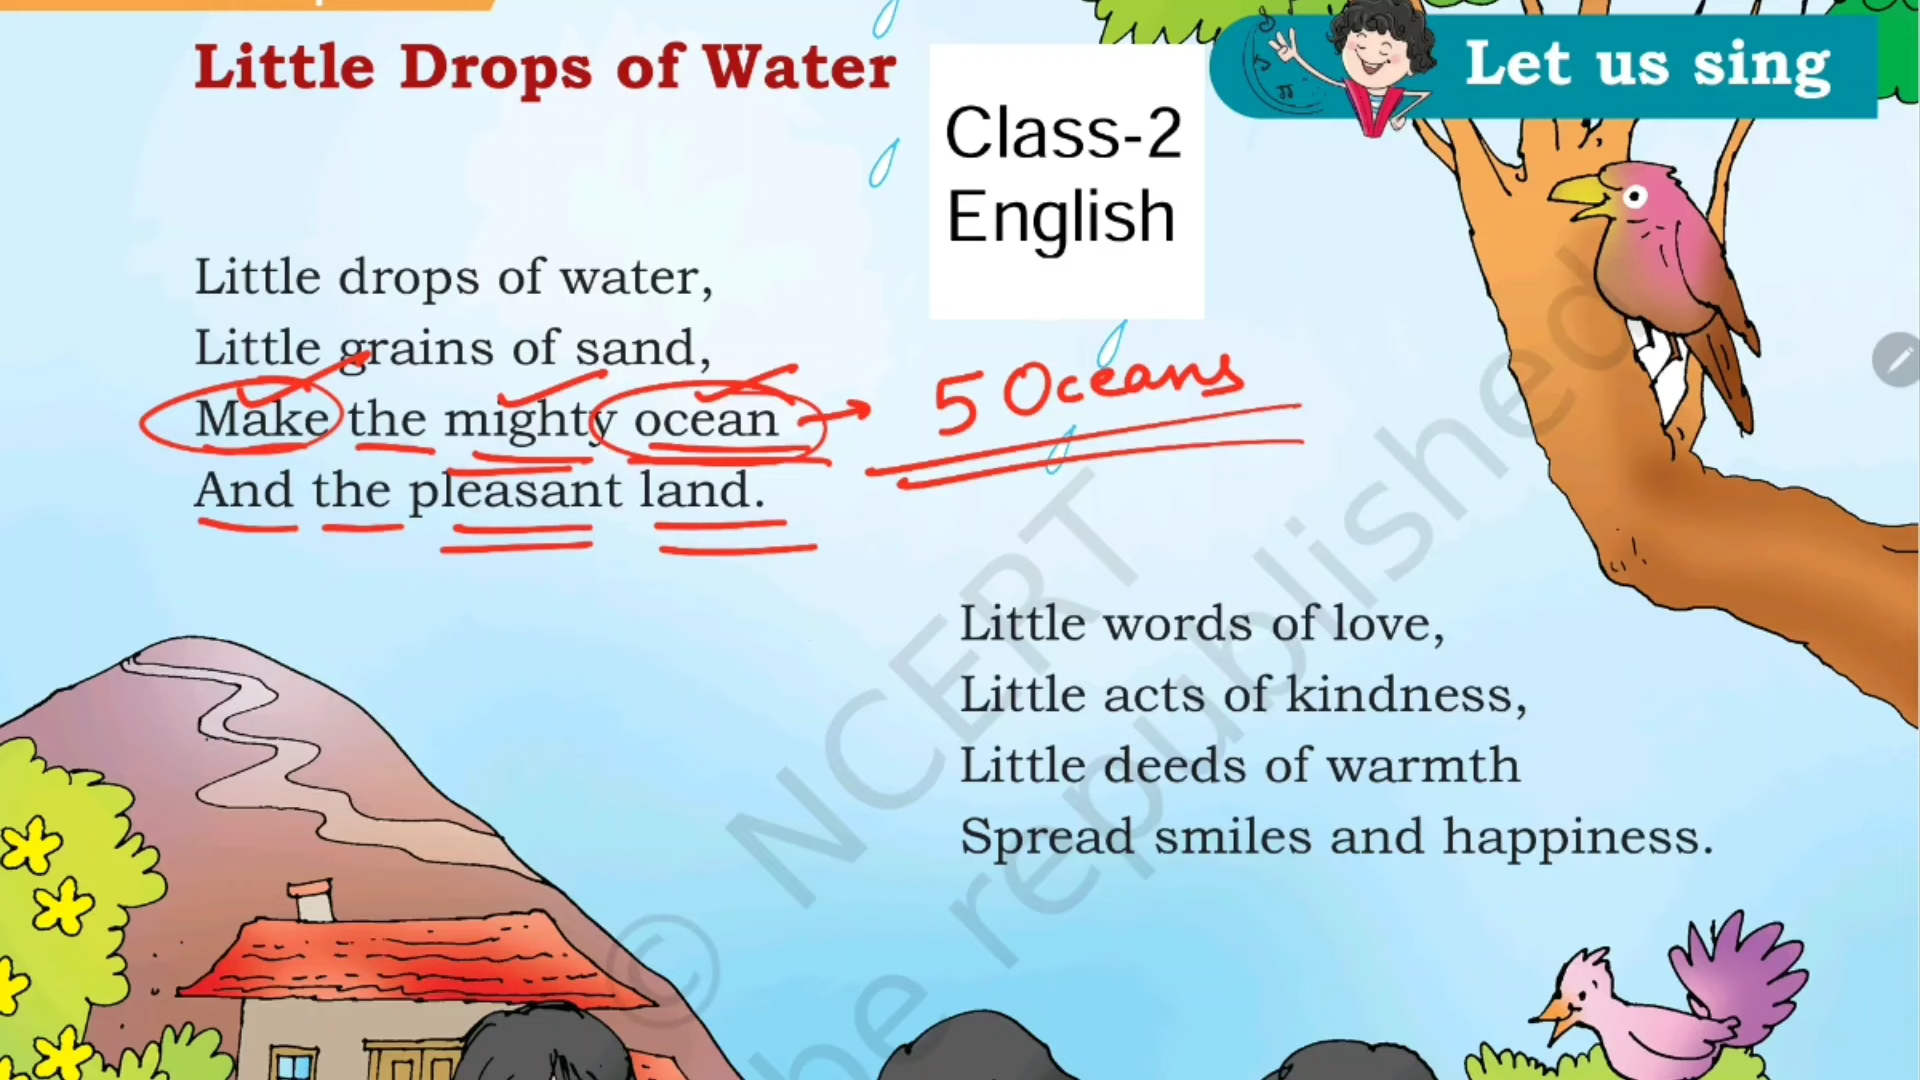 Little Drops of Water
Let us sing
Class-2
English
Little drops of water,
Little grains of sand,
Make the mighty ocean
5 Oceans
And the pleasant land.
Little words of love,
Little acts of kindness,
Little deeds of warmth
Spread smiles and happiness.
© NCERT
be republished